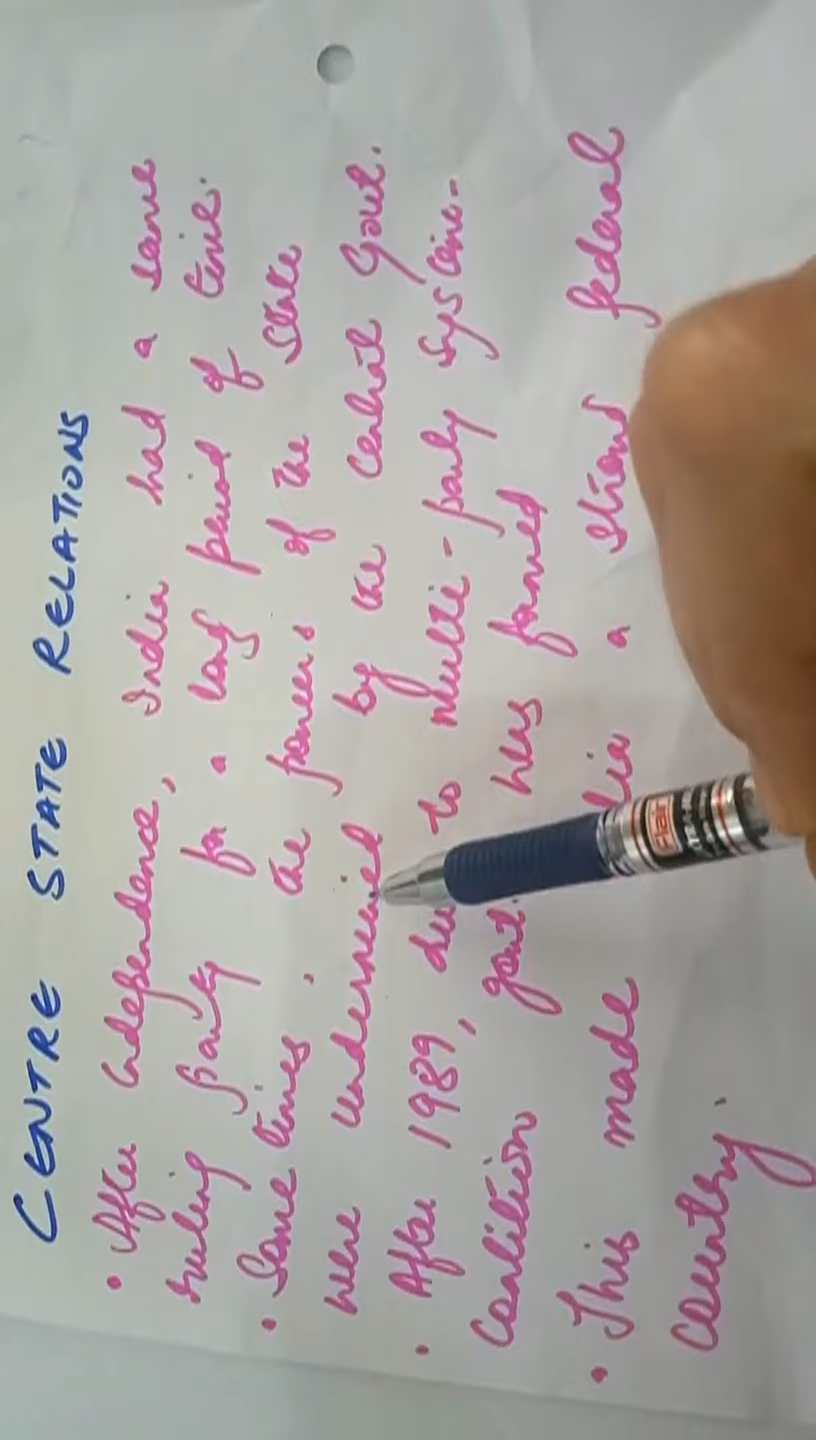 CENTRE STATE RELATIONS
• After Independence, India had a same
ruling party for a long period of time.
• Some times, the powers of the state
were undermined by the central Govt.
• After 1989, due to multi-party system.
Coalition govt. was formed
• This made dia a strong federal
country.
Flair